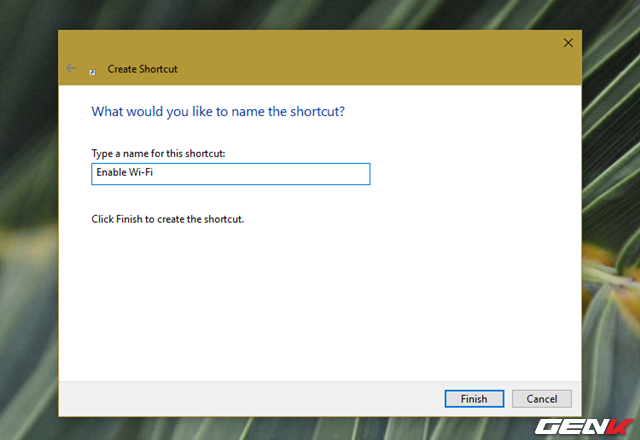 Create Shortcut
What would you like to name the shortcut?
Type a name for this shortcut:
Enable Wi-Fi
Click Finish to create the shortcut.
Finish Cancel
GENK